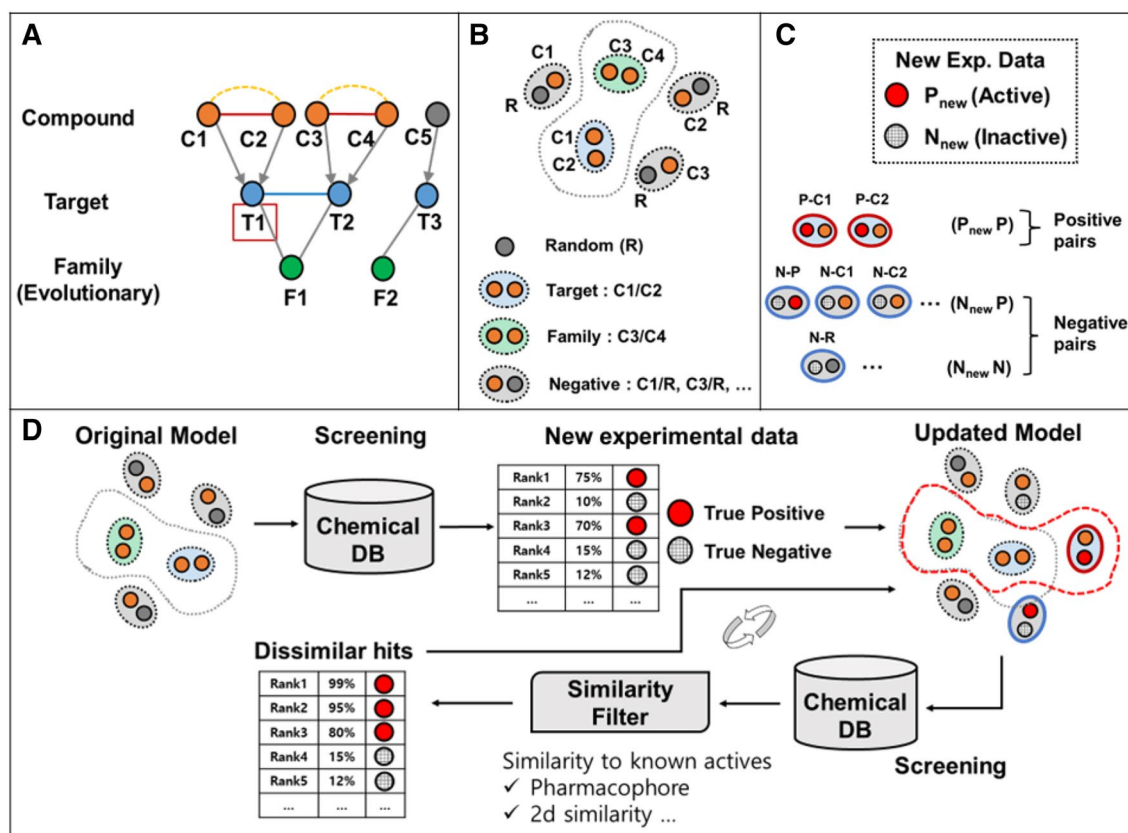 A
Compound
C1
C2
C3
C4
C5
Target
T1
T2
T3
Family
(Evolutionary)
F1
F2
B
C1
R
C3
C4
C2
R
C1
C2
C3
R
Random (R)
Target : C1/C2
Family : C3/C4
Negative : C1/R, C3/R, ...
C
New Exp. Data
Pnew (Active)
Nnew (Inactive)
P-C1 P-C2
(Pnew P)
Positive
pairs
N-P N-C1 N-C2
... (Nnew P)
N-R
... (Nnew N)
Negative
pairs
D
Original Model
Screening
Chemical
DB
New experimental data
Rank1 75%
Rank2 10%
Rank3 70%
Rank4 15%
Rank5 12%
... ... ...
True Positive
True Negative
Updated Model
Dissimilar hits
Rank1 99%
Rank2 95%
Rank3 80%
Rank4 15%
Rank5 12%
... ... ...
Similarity
Filter
Similarity to known actives
✓ Pharmacophore
✓ 2d similarity ...
Chemical
DB
Screening